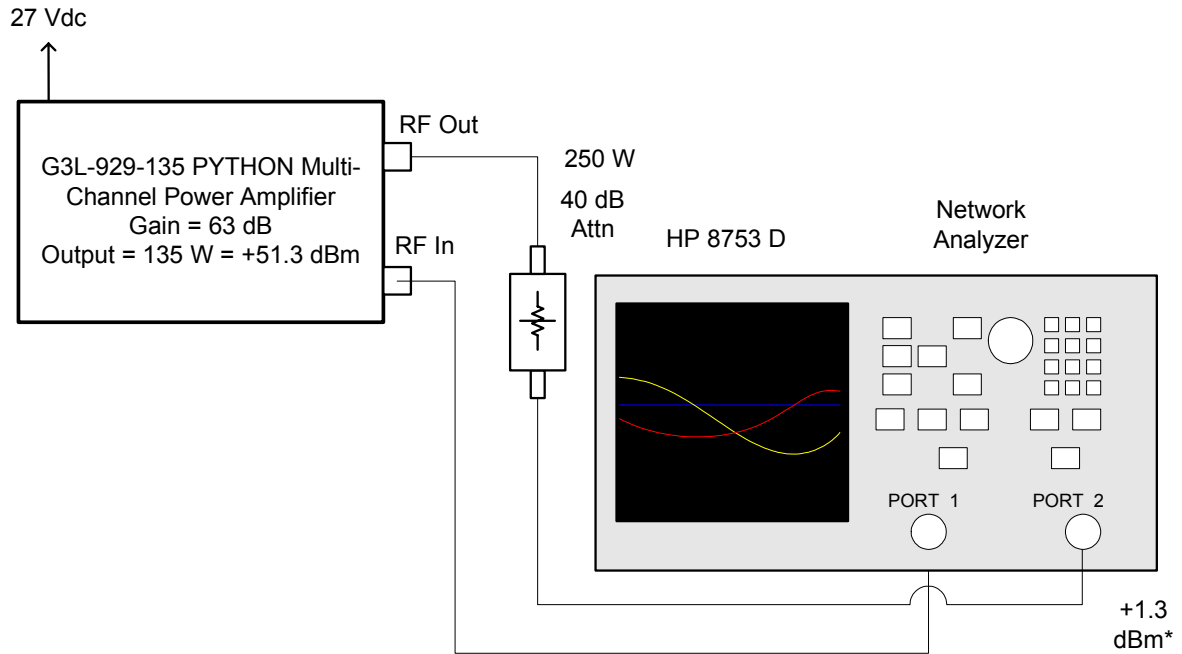 27 Vdc
G3L-929-135 PYTHON Multi-
Channel Power Amplifier
Gain = 63 dB
Output = 135 W = +51.3 dBm
RF Out
RF In
250 W
40 dB
Attn
HP 8753 D
Network
Analyzer
PORT 1
PORT 2
+1.3
dBm*